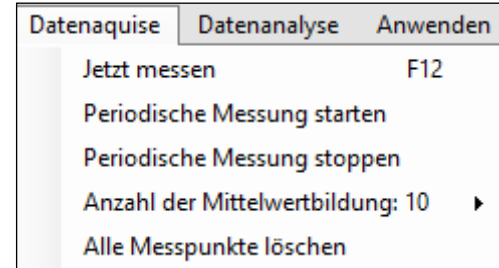 Datenaquise Datenanalyse Anwenden
Jetzt messen F12
Periodische Messung starten
Periodische Messung stoppen
Anzahl der Mittelwertbildung: 10
Alle Messpunkte löschen